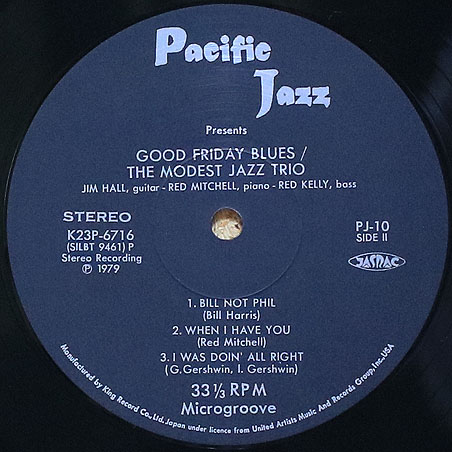 Pacific
Jazz
Presents
GOOD FRIDAY BLUES /
THE MODEST JAZZ TRIO
JIM HALL, guitar - RED MITCHELL, piano - RED KELLY, bass
STEREO
K23P-6716
(SILBT 9461) P
Stereo Recording
℗ 1979
PJ-10
SIDE II
JASRAC
1. BILL NOT PHIL
(Bill Harris)
2. WHEN I HAVE YOU
(Red Mitchell)
3. I WAS DOIN' ALL RIGHT
(G. Gershwin, I. Gershwin)
33 1/3 RPM
Microgroove
Manufactured by King Record Co., Ltd. Japan under licence from United Artists Music And Records Group, Inc. USA